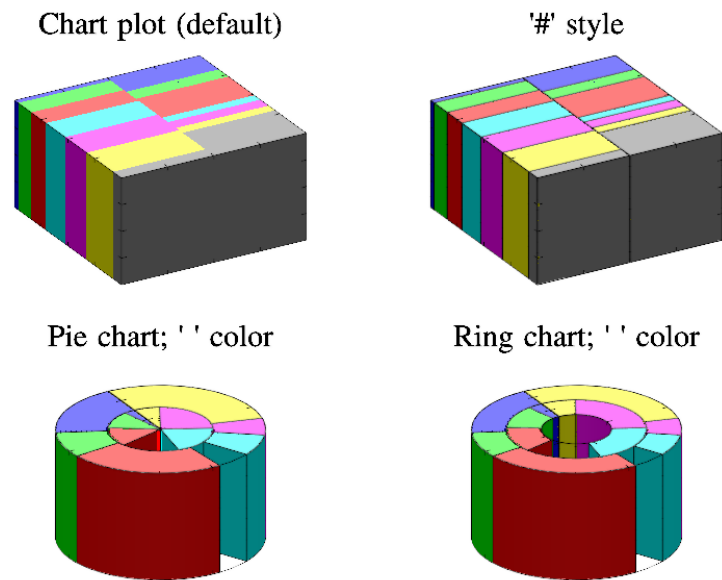 Chart plot (default)
'#' style
Pie chart; ' ' color
Ring chart; ' ' color